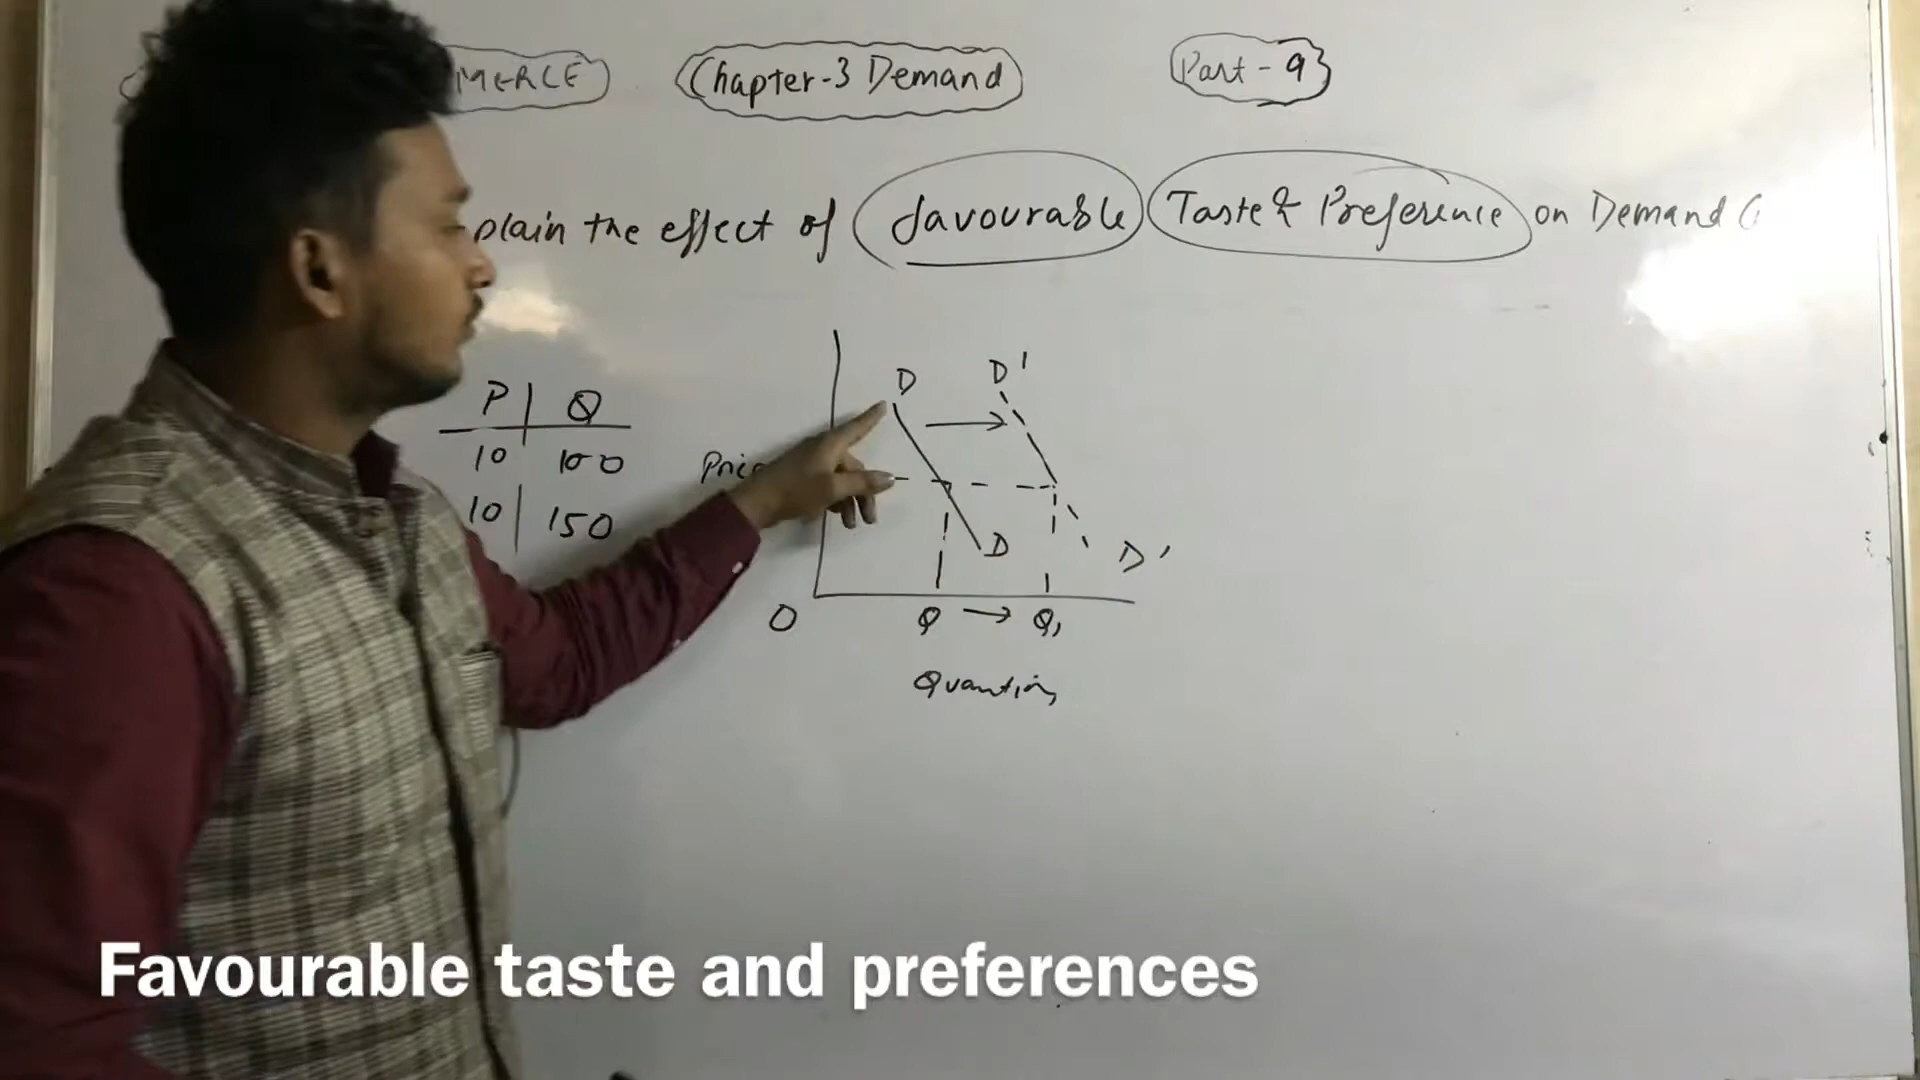 MERCE Chapter-3 Demand Part-9
plain the effect of favourable Taste & Preference on Demand
P Q
10 100
10 150
D D'
D D'
O Q → Q₁
Quantity
Favourable taste and preferences